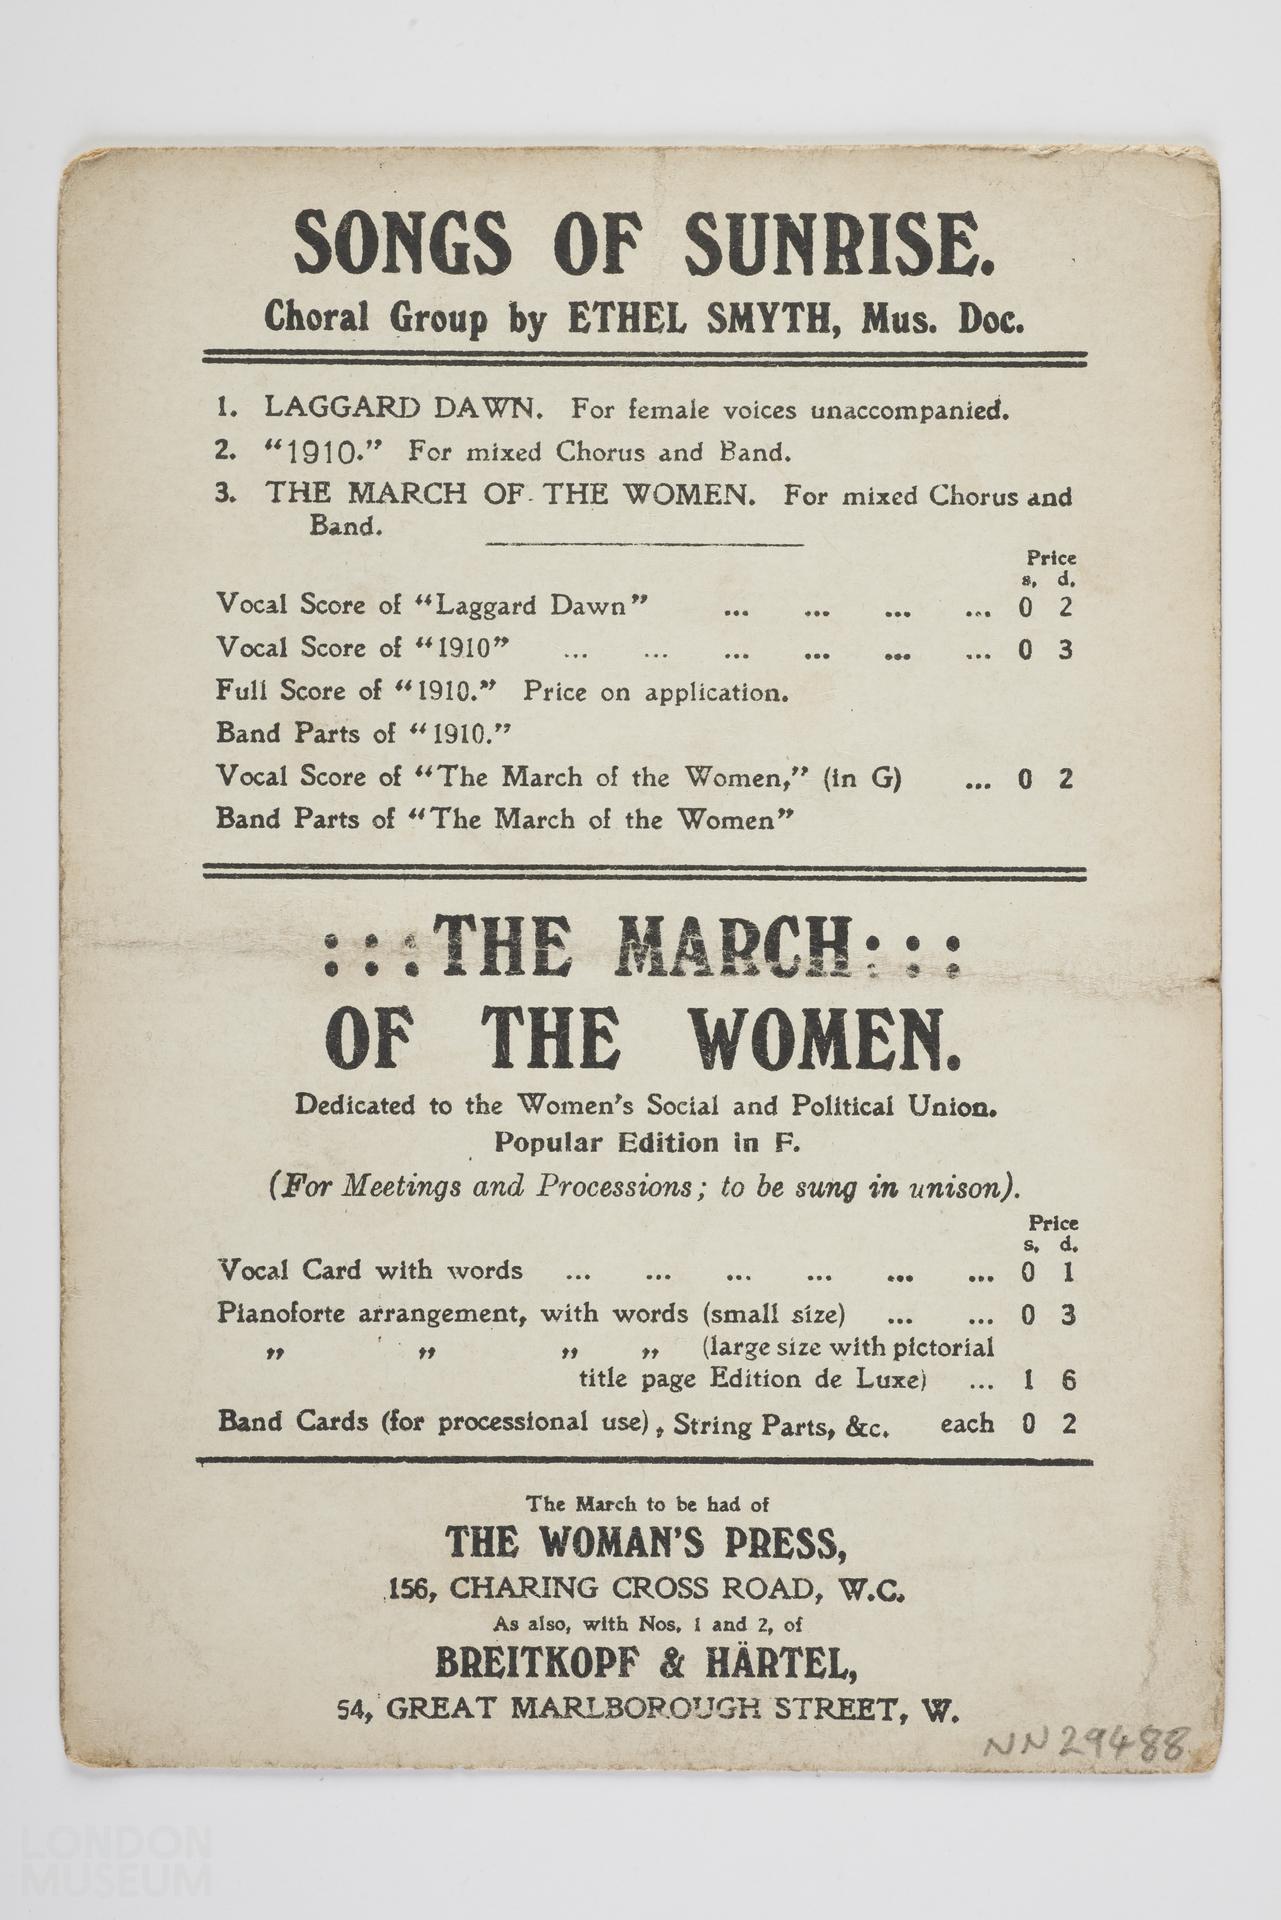 SONGS OF SUNRISE.
Choral Group by ETHEL SMYTH, Mus. Doc.
1. LAGGARD DAWN. For female voices unaccompanied.
2. “1910.” For mixed Chorus and Band.
3. THE MARCH OF THE WOMEN. For mixed Chorus and
Band.
Price
s. d.
Vocal Score of “Laggard Dawn” ... ... ... ... 0 2
Vocal Score of “1910” ... ... ... ... ... ... 0 3
Full Score of “1910.” Price on application.
Band Parts of “1910.”
Vocal Score of “The March of the Women,” (in G) ... 0 2
Band Parts of “The March of the Women”
: : : THE MARCH : : :
OF THE WOMEN.
Dedicated to the Women's Social and Political Union.
Popular Edition in F.
(For Meetings and Processions; to be sung in unison).
Price
s. d.
Vocal Card with words ... ... ... ... ... ... 0 1
Pianoforte arrangement, with words (small size) ... ... 0 3
„ „ „ „ (large size with pictorial
title page Edition de Luxe) ... 1 6
Band Cards (for processional use), String Parts, &c. each 0 2
The March to be had of
THE WOMAN'S PRESS,
156, CHARING CROSS ROAD, W.C.
As also, with Nos. 1 and 2, of
BREITKOPF & HÄRTEL,
54, GREAT MARLBOROUGH STREET, W.
NN29488
LONDON
MUSEUM